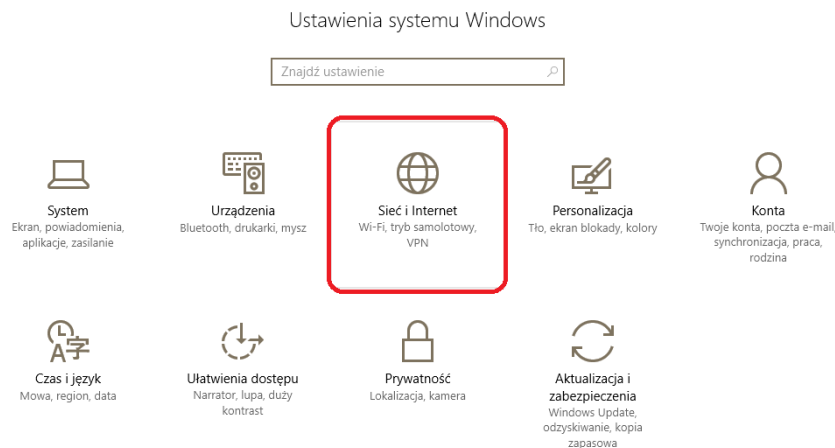 Ustawienia systemu Windows
Znajdź ustawienie
System
Ekran, powiadomienia,
aplikacje, zasilanie
Urządzenia
Bluetooth, drukarki, mysz
Sieć i Internet
Wi-Fi, tryb samolotowy,
VPN
Personalizacja
Tło, ekran blokady, kolory
Konta
Twoje konta, poczta e-mail,
synchronizacja, praca,
rodzina
Czas i język
Mowa, region, data
Ułatwienia dostępu
Narrator, lupa, duży
kontrast
Prywatność
Lokalizacja, kamera
Aktualizacja i
zabezpieczenia
Windows Update,
odzyskiwanie, kopia
zapasowa